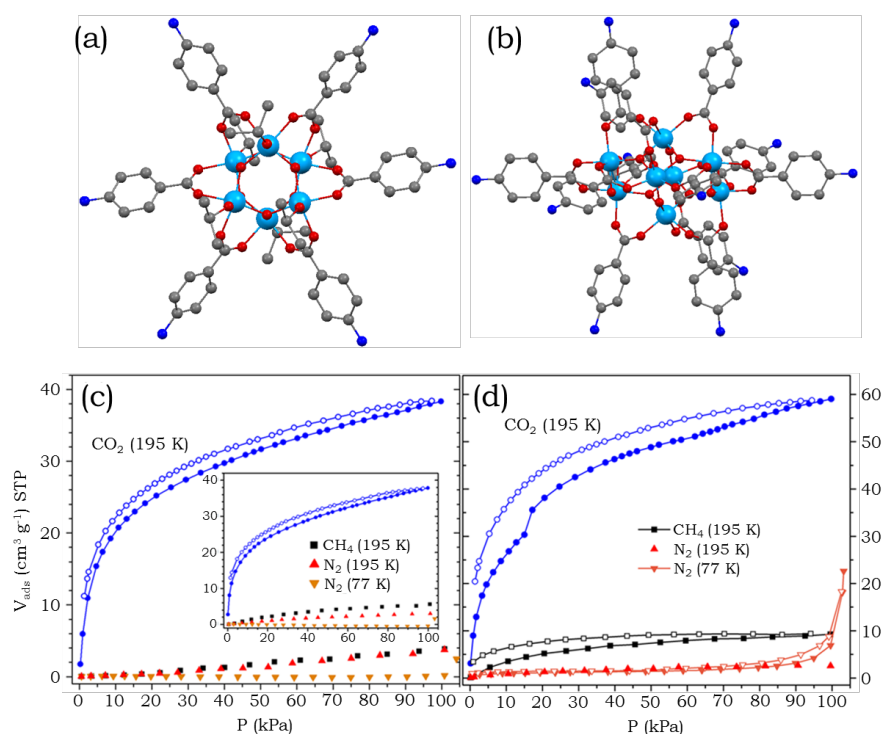 (a)
(b)
(c)
(d)
40
30
20
10
0
V_ads (cm³ g⁻¹) STP
CO₂ (195 K)
40
30
20
10
0
CH₄ (195 K)
N₂ (195 K)
N₂ (77 K)
0 20 40 60 80 100
0 10 20 30 40 50 60 70 80 90 100
P (kPa)
CO₂ (195 K)
CH₄ (195 K)
N₂ (195 K)
N₂ (77 K)
60
50
40
30
20
10
0
0 10 20 30 40 50 60 70 80 90 100
P (kPa)